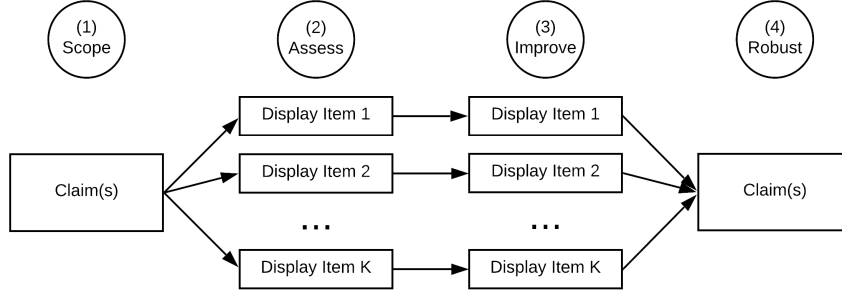 (1)
Scope
(2)
Assess
(3)
Improve
(4)
Robust
Claim(s)
Display Item 1
Display Item 2
...
Display Item K
Display Item 1
Display Item 2
...
Display Item K
Claim(s)